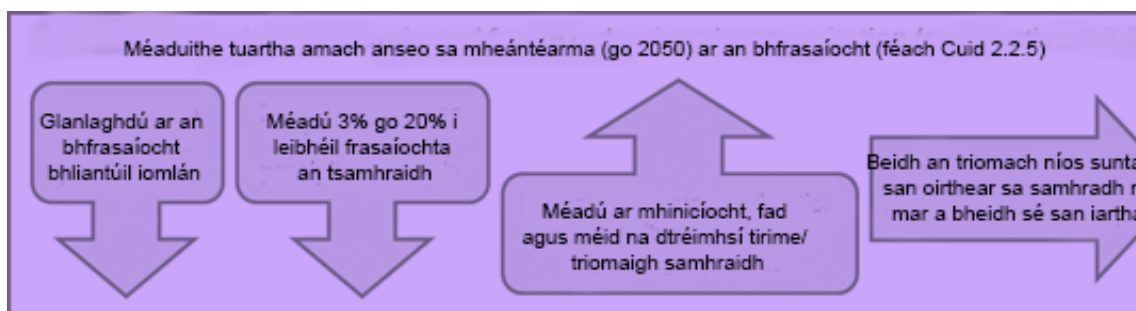 Méaduithe tuartha amach anseo sa mheántéarma (go 2050) ar an bhfrasaíocht (féach Cuid 2.2.5)
Glanlaghdú ar an
bhfrasaíocht
bhliantúil iomlán
Méadú 3% go 20% i
leibhéil frasaíochta
an tsamhraidh
Méadú ar mhinicíocht, fad
agus méid na dtréimhsí tirime/
triomaigh samhraidh
Beidh an triomach níos
san oirthear sa samhradh
mar a bheidh sé san